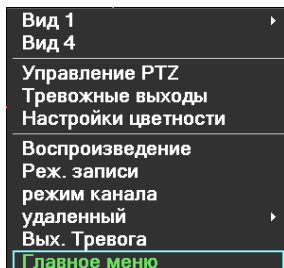 Вид 1
Вид 4
Управление PTZ
Тревожные выходы
Настройки цветности
Воспроизведение
Реж. записи
режим канала
удаленный
Вых. Тревога
Главное меню